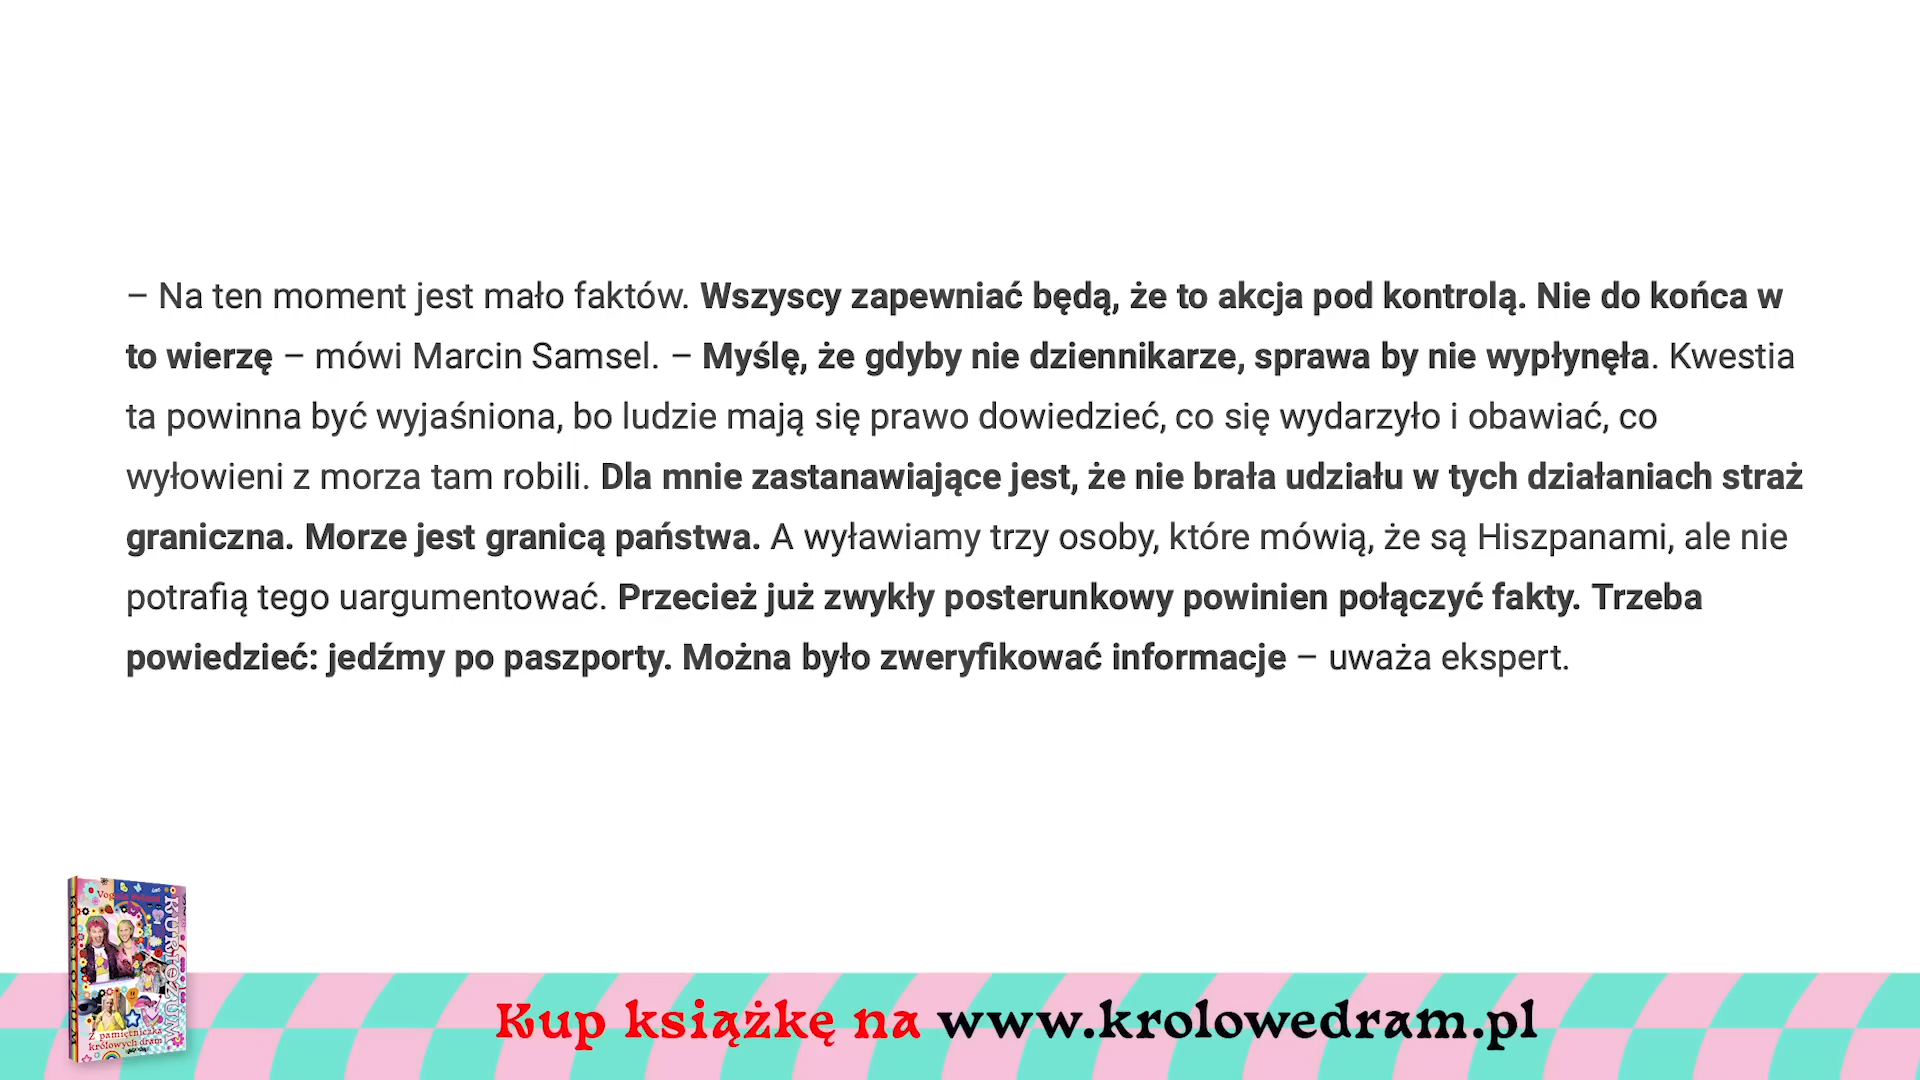 – Na ten moment jest mało faktów. Wszyscy zapewniać będą, że to akcja pod kontrolą. Nie do końca w
to wierzę – mówi Marcin Samsel. – Myślę, że gdyby nie dziennikarze, sprawa by nie wypłynęła. Kwestia
ta powinna być wyjaśniona, bo ludzie mają się prawo dowiedzieć, co się wydarzyło i obawiać, co
wyłowieni z morza tam robili. Dla mnie zastanawiające jest, że nie brała udziału w tych działaniach straż
graniczna. Morze jest granicą państwa. A wyławiamy trzy osoby, które mówią, że są Hiszpanami, ale nie
potrafią tego uargumentować. Przecież już zwykły posterunkowy powinien połączyć fakty. Trzeba
powiedzieć: jedźmy po paszporty. Można było zweryfikować informacje – uważa ekspert.
Z pamiętniczka
królowych dram
Kup książkę na www.krolowedram.pl